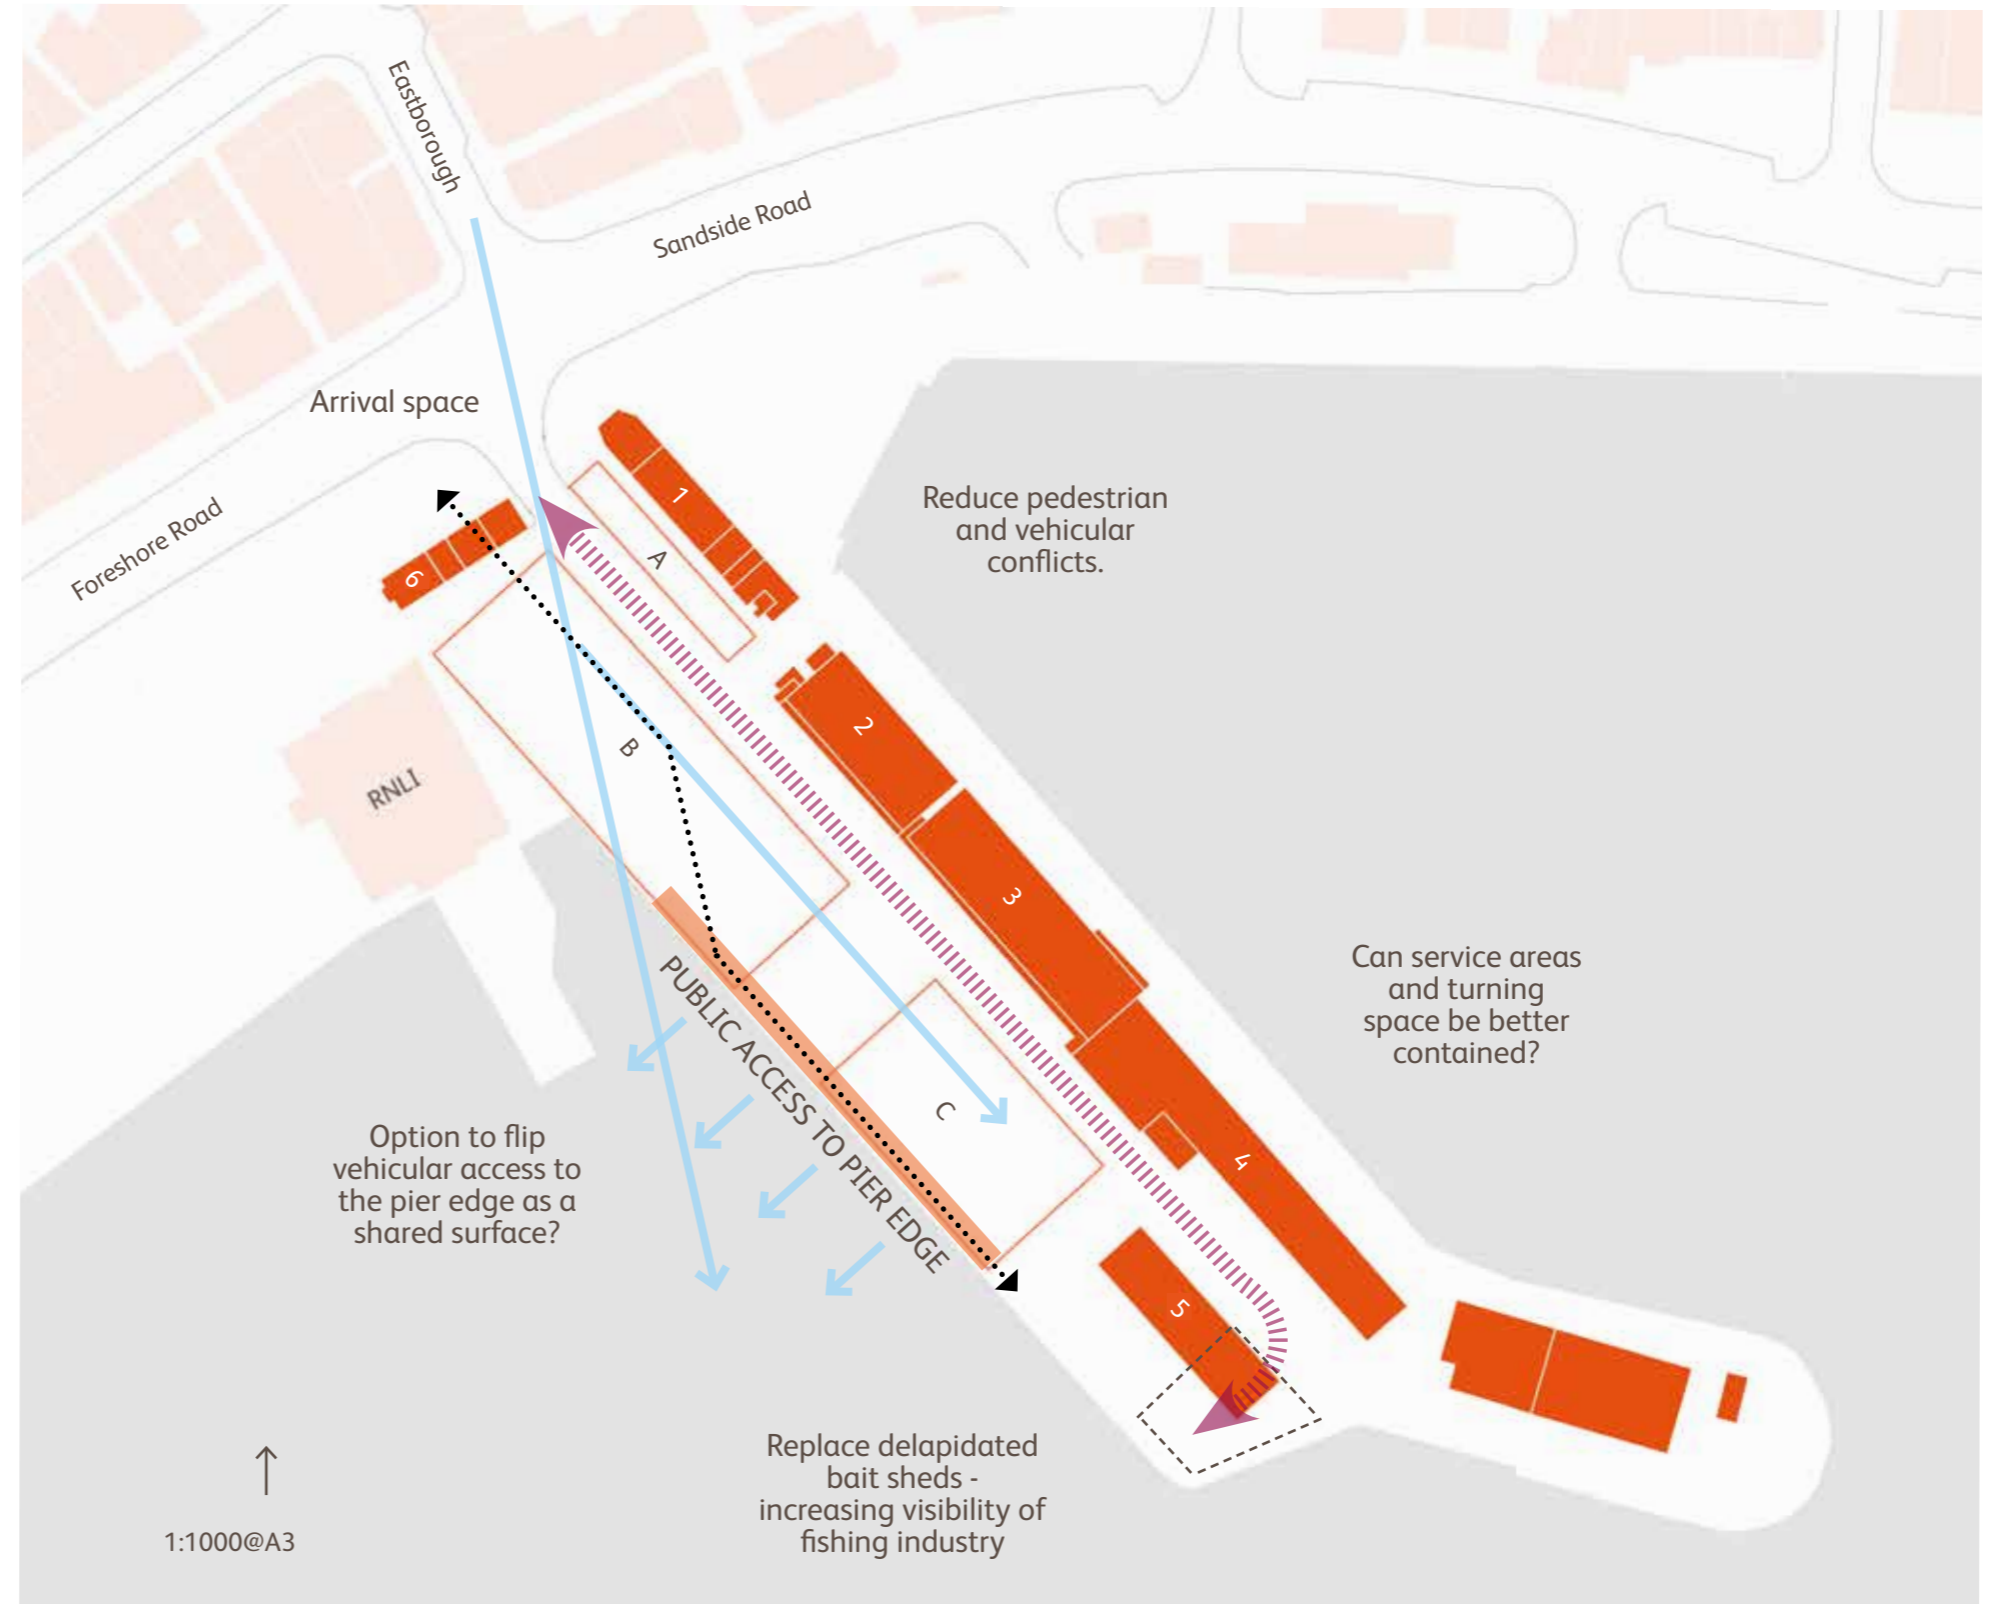 Eastborough
Sandside Road
Arrival space
Foreshore Road
1
A
6
Reduce pedestrian
and vehicular
conflicts.
2
B
RNLI
3
Can service areas
and turning
space be better
contained?
PUBLIC ACCESS TO PIER EDGE
C
4
Option to flip
vehicular access to
the pier edge as a
shared surface?
5
Replace delapidated
bait sheds -
increasing visibility of
fishing industry
1:1000@A3